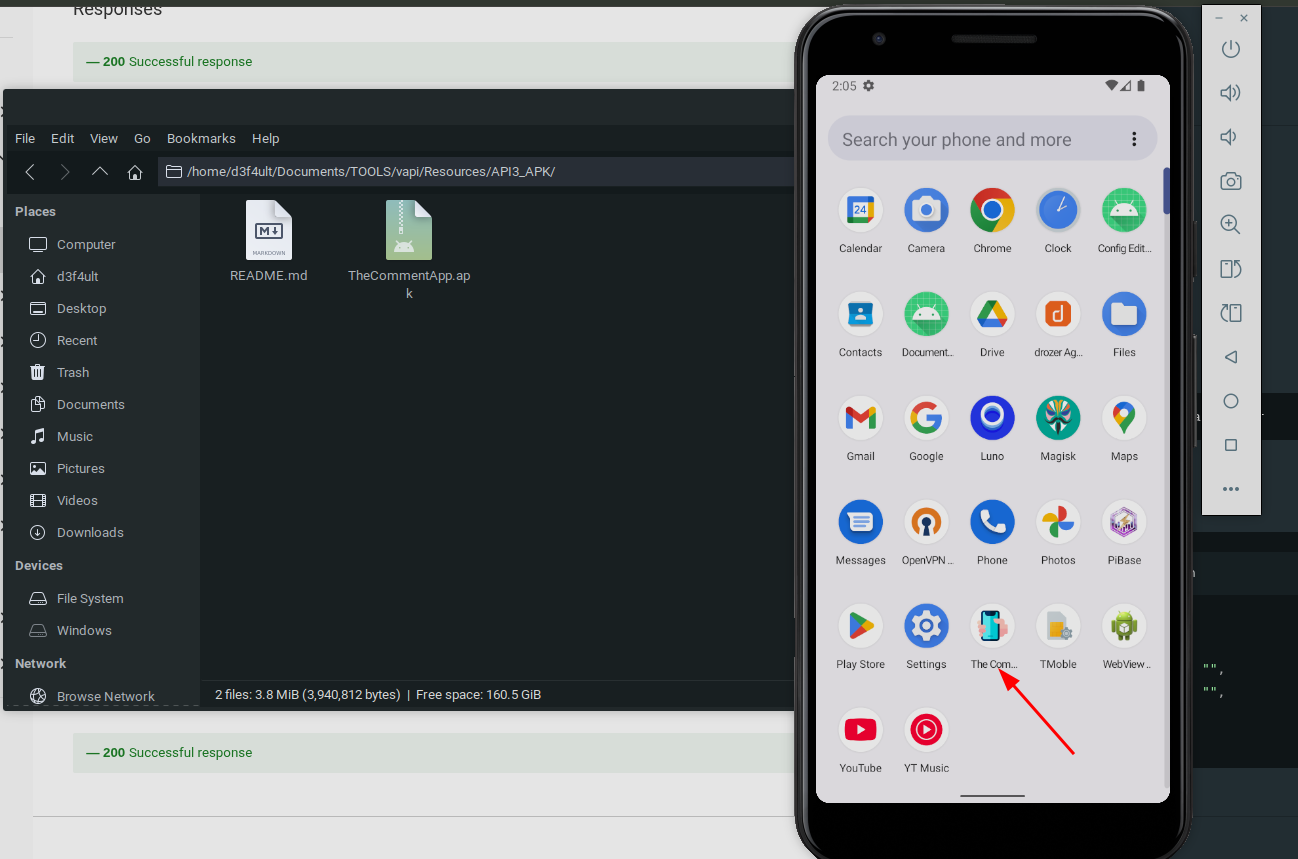 Responses
— 200 Successful response
File Edit View Go Bookmarks Help
/home/d3f4ult/Documents/TOOLS/vapi/Resources/API3_APK/
Places
Computer
d3f4ult
Desktop
Recent
Trash
Documents
Music
Pictures
Videos
Downloads
Devices
File System
Windows
Network
Browse Network
M
MARKDOWN
README.md
TheCommentApp.ap
k
2 files: 3.8 MiB (3,940,812 bytes) | Free space: 160.5 GiB
— 200 Successful response
2:05
Search your phone and more
24
Calendar Camera Chrome Clock Config Edit...
d
Contacts Document... Drive drozer Ag... Files
Gmail Google Luno Magisk Maps
Messages OpenVPN ... Phone Photos PiBase
Play Store Settings The Com... TMoble WebView ..
YouTube YT Music
"",
"",